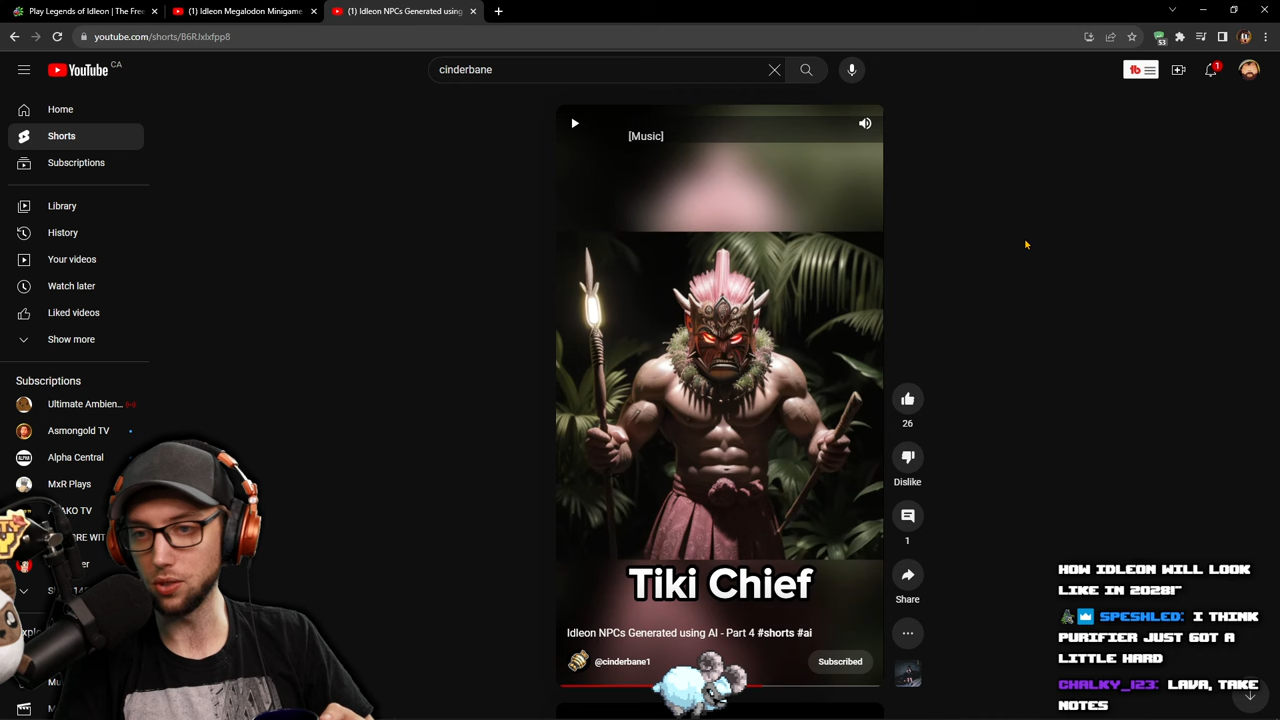 Play Legends of Idleon | The Free
(1) Idleon Megalodon Minigame
(1) Idleon NPCs Generated using
youtube.com/shorts/B6RJxlxfpp8
53
YouTube CA
cinderbane
1
Home
Shorts
Subscriptions
Library
History
Your videos
Watch later
Liked videos
Show more
Subscriptions
Ultimate Ambien...
Asmongold TV
Alpha Central
MxR Plays
[Music]
Tiki Chief
Idleon NPCs Generated using AI - Part 4 #shorts #ai
@cinderbane1
Subscribed
26
Dislike
1
Share
HOW IDLEON WILL LOOK
LIKE IN 2028!"
SPESHLED: I THINK
PURIFIER JUST GOT A
LITTLE HARD
CHALKY_123: LAVA, TAKE
NOTES